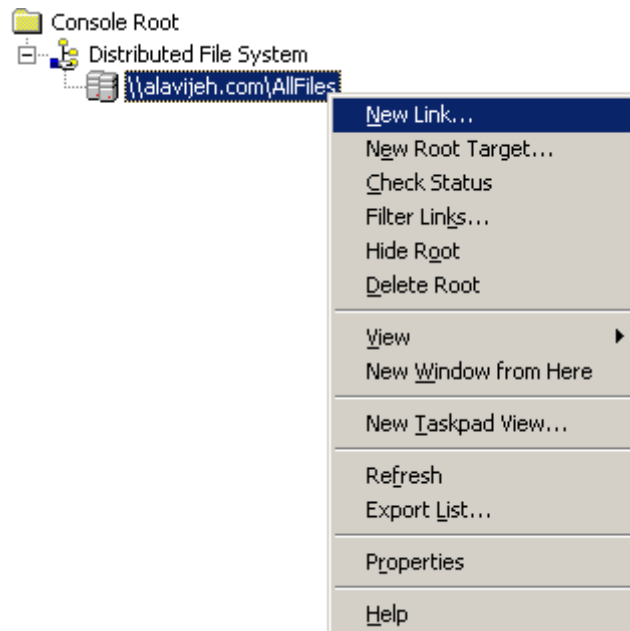 Console Root
Distributed File System
\\alavijeh.com\AllFiles
New Link...
New Root Target...
Check Status
Filter Links...
Hide Root
Delete Root
View
New Window from Here
New Taskpad View...
Refresh
Export List...
Properties
Help